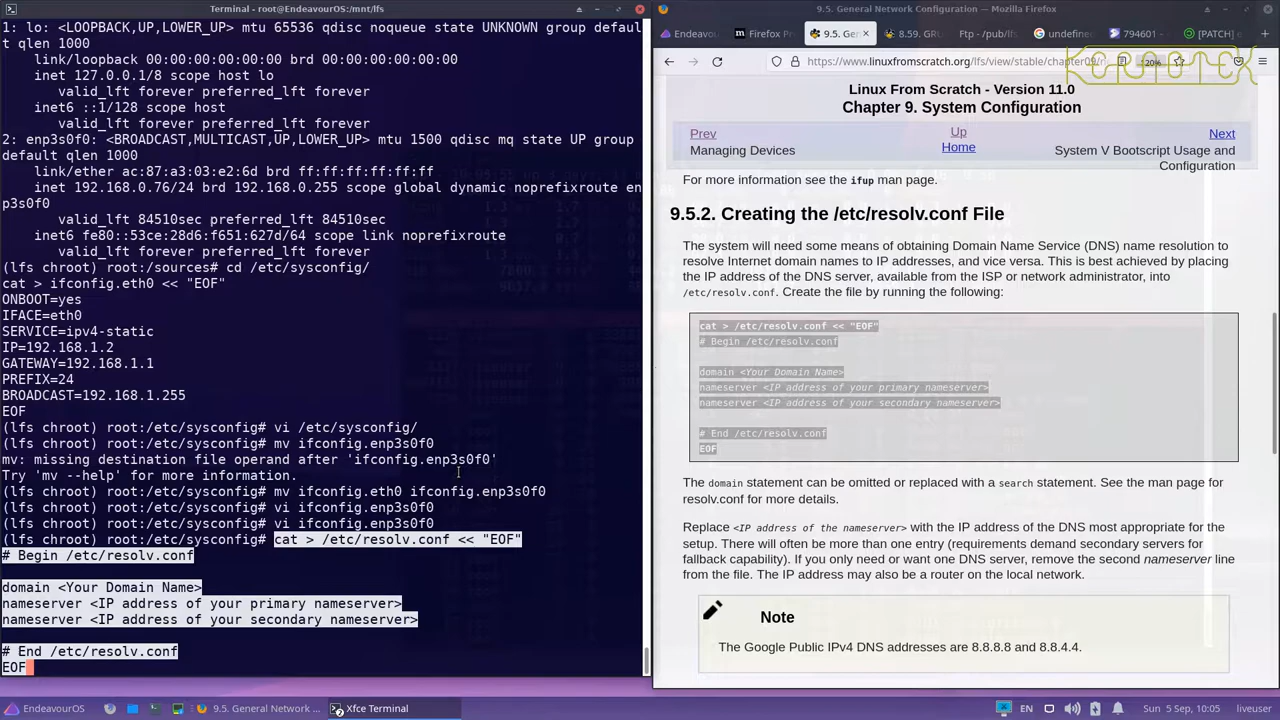 Terminal - root@EndeavourOS:/mnt/lfs
1: lo: <LOOPBACK,UP,LOWER_UP> mtu 65536 qdisc noqueue state UNKNOWN group defaul
t qlen 1000
    link/loopback 00:00:00:00:00:00 brd 00:00:00:00:00:00
    inet 127.0.0.1/8 scope host lo
       valid_lft forever preferred_lft forever
    inet6 ::1/128 scope host
       valid_lft forever preferred_lft forever
2: enp3s0f0: <BROADCAST,MULTICAST,UP,LOWER_UP> mtu 1500 qdisc mq state UP group
default qlen 1000
    link/ether ac:87:a3:03:e2:6d brd ff:ff:ff:ff:ff:ff
    inet 192.168.0.76/24 brd 192.168.0.255 scope global dynamic noprefixroute en
p3s0f0
       valid_lft 84510sec preferred_lft 84510sec
    inet6 fe80::53ce:28d6:f651:627d/64 scope link noprefixroute
       valid_lft forever preferred_lft forever
(lfs chroot) root:/sources# cd /etc/sysconfig/
cat > ifconfig.eth0 << "EOF"
ONBOOT=yes
IFACE=eth0
SERVICE=ipv4-static
IP=192.168.1.2
GATEWAY=192.168.1.1
PREFIX=24
BROADCAST=192.168.1.255
EOF
(lfs chroot) root:/etc/sysconfig# vi /etc/sysconfig/
(lfs chroot) root:/etc/sysconfig# mv ifconfig.enp3s0f0
mv: missing destination file operand after 'ifconfig.enp3s0f0'
Try 'mv --help' for more information.
(lfs chroot) root:/etc/sysconfig# mv ifconfig.eth0 ifconfig.enp3s0f0
(lfs chroot) root:/etc/sysconfig# vi ifconfig.enp3s0f0
(lfs chroot) root:/etc/sysconfig# vi ifconfig.enp3s0f0
(lfs chroot) root:/etc/sysconfig# cat > /etc/resolv.conf << "EOF"
# Begin /etc/resolv.conf
domain <Your Domain Name>
nameserver <IP address of your primary nameserver>
nameserver <IP address of your secondary nameserver>
# End /etc/resolv.conf
EOF
9.5. General Network Configuration — Mozilla Firefox
Endeavou
Firefox Pr
9.5. Gen
8.59. GRU
Ftp - /pub/lfs
undefined
794601 -
[PATCH] e
https://www.linuxfromscratch.org/lfs/view/stable/chapter09/
120%
Linux From Scratch - Version 11.0
Chapter 9. System Configuration
Prev
Up
Next
Managing Devices
Home
System V Bootscript Usage and
Configuration
For more information see the ifup man page.
9.5.2. Creating the /etc/resolv.conf File
The system will need some means of obtaining Domain Name Service (DNS) name resolution to
resolve Internet domain names to IP addresses, and vice versa. This is best achieved by placing
the IP address of the DNS server, available from the ISP or network administrator, into
/etc/resolv.conf. Create the file by running the following:
cat > /etc/resolv.conf << "EOF"
# Begin /etc/resolv.conf
domain <Your Domain Name>
nameserver <IP address of your primary nameserver>
nameserver <IP address of your secondary nameserver>
# End /etc/resolv.conf
EOF
The domain statement can be omitted or replaced with a search statement. See the man page for
resolv.conf for more details.
Replace <IP address of the nameserver> with the IP address of the DNS most appropriate for the
setup. There will often be more than one entry (requirements demand secondary servers for
fallback capability). If you only need or want one DNS server, remove the second nameserver line
from the file. The IP address may also be a router on the local network.
Note
The Google Public IPv4 DNS addresses are 8.8.8.8 and 8.8.4.4.
EndeavourOS
9.5. General Network ...
Xfce Terminal
EN
Sun 5 Sep, 10:05
liveuser